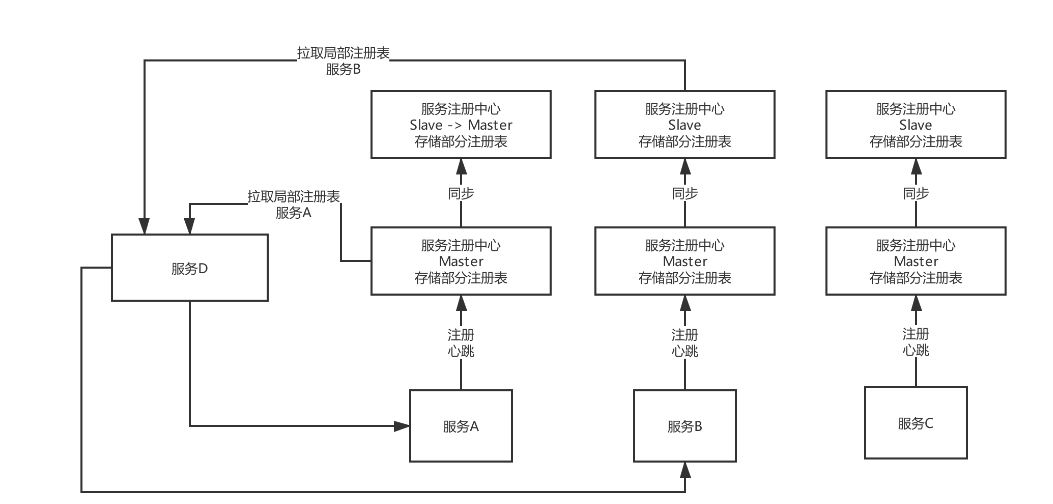 拉取局部注册表
服务B
服务注册中心
Slave -> Master
存储部分注册表
服务注册中心
Slave
存储部分注册表
服务注册中心
Slave
存储部分注册表
同步
同步
同步
拉取局部注册表
服务A
服务D
服务注册中心
Master
存储部分注册表
服务注册中心
Master
存储部分注册表
服务注册中心
Master
存储部分注册表
注册
心跳
注册
心跳
注册
心跳
服务A
服务B
服务C